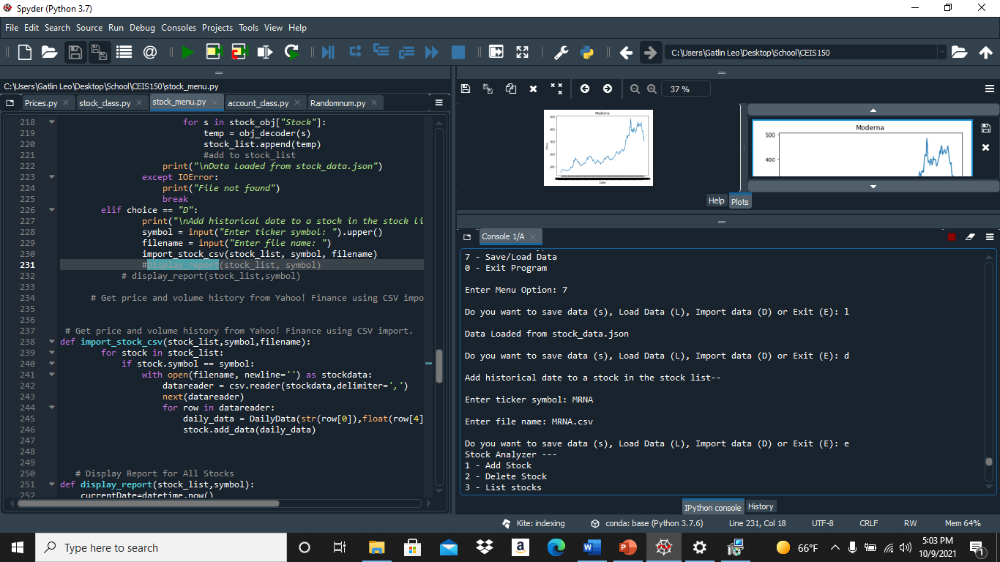 Spyder (Python 3.7)
File Edit Search Source Run Debug Consoles Projects Tools View Help
C:\Users\Gatlin Leo\Desktop\School\CEIS150
C:\Users\Gatlin Leo\Desktop\School\CEIS150\stock_menu.py
Prices.py stock_class.py stock_menu.py account_class.py Randomnum.py
218 for s in stock_obj["Stock"]:
219 temp = obj_decoder(s)
220 stock_list.append(temp)
221 #add to stock_list
222 print("\nData Loaded from stock_data.json")
223 except IOError:
224 print("File not found")
225 break
226 elif choice == "D":
227 print("\nAdd historical date to a stock in the stock li
228 symbol = input("Enter ticker symbol: ").upper()
229 filename = input("Enter file name: ")
230 import_stock_csv(stock_list, symbol, filename)
231 #Display_report(stock_list, symbol)
232 # display_report(stock_list,symbol)
233
234 # Get price and volume history from Yahoo! Finance using CSV impo
235
236
237 # Get price and volume history from Yahoo! Finance using CSV import.
238 def import_stock_csv(stock_list,symbol,filename):
239 for stock in stock_list:
240 if stock.symbol == symbol:
241 with open(filename, newline='') as stockdata:
242 datareader = csv.reader(stockdata,delimiter=',')
243 next(datareader)
244 for row in datareader:
245 daily_data = DailyData(str(row[0]),float(row[4]
246 stock.add_data(daily_data)
247
248
249
250 # Display Report for All Stocks
251 def display_report(stock_list,symbol):
252 currentDate=datetime.now()
37 %
Moderna
500
400
300
200
100
Price
Date
Moderna
500
400
Help Plots
Console 1/A
7 - Save/Load Data
0 - Exit Program
Enter Menu Option: 7
Do you want to save data (s), Load Data (L), Import data (D) or Exit (E): l
Data Loaded from stock_data.json
Do you want to save data (s), Load Data (L), Import data (D) or Exit (E): d
Add historical date to a stock in the stock list--
Enter ticker symbol: MRNA
Enter file name: MRNA.csv
Do you want to save data (s), Load Data (L), Import data (D) or Exit (E): e
Stock Analyzer ---
1 - Add Stock
2 - Delete Stock
3 - List stocks
IPython console History
Kite: indexing conda: base (Python 3.7.6) Line 231, Col 18 UTF-8 CRLF RW Mem 64%
Type here to search
66°F
5:03 PM
10/9/2021
1